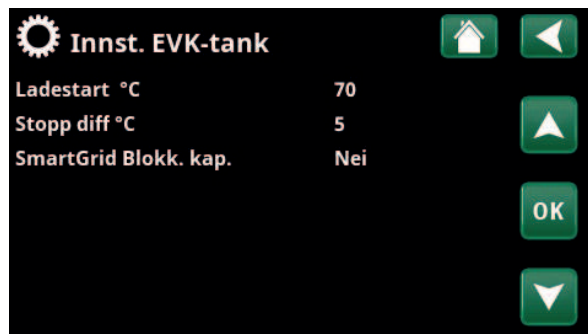 Innst. EVK-tank
Ladestart °C 70
Stopp diff °C 5
SmartGrid Blokk. kap. Nei
OK